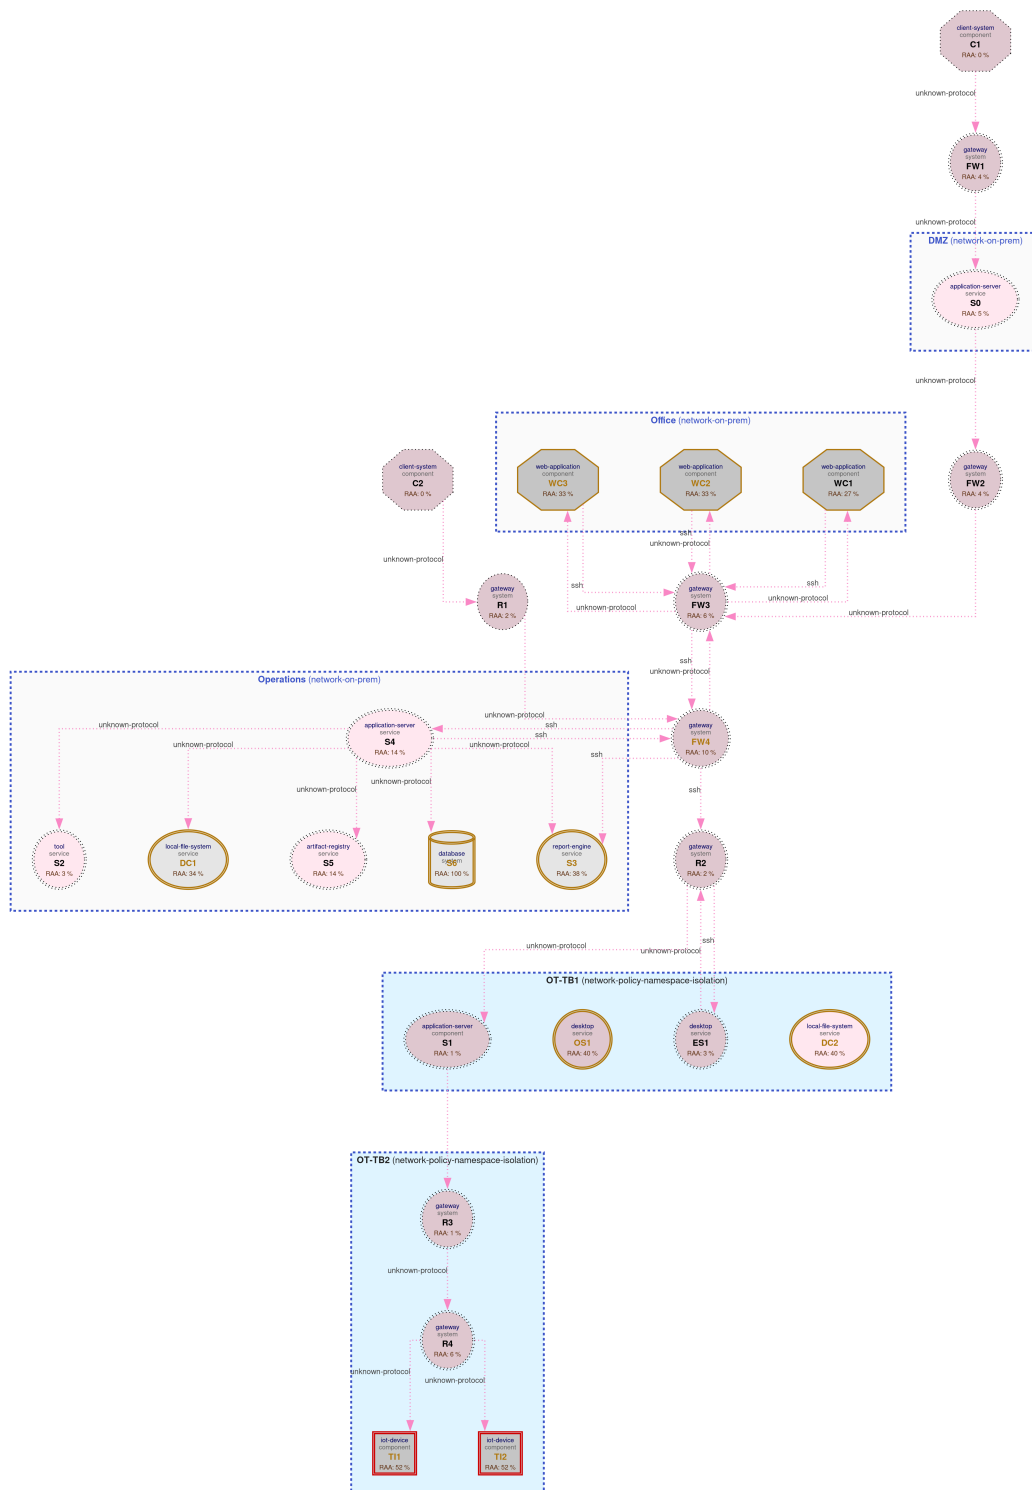 client-system
component
C1
RAA: 0 %
unknown-protocol
gateway
system
FW1
RAA: 4 %
unknown-protocol
DMZ (network-on-prem)
application-server
service
S0
RAA: 5 %
unknown-protocol
Office (network-on-prem)
client-system
component
C2
RAA: 0 %
web-application
component
WC3
RAA: 33 %
web-application
component
WC2
RAA: 33 %
web-application
component
WC1
RAA: 27 %
gateway
system
FW2
RAA: 4 %
ssh
unknown-protocol
unknown-protocol
ssh
ssh
unknown-protocol
unknown-protocol
unknown-protocol
gateway
system
R1
RAA: 2 %
gateway
system
FW3
RAA: 6 %
ssh
unknown-protocol
Operations (network-on-prem)
unknown-protocol
unknown-protocol
ssh
ssh
unknown-protocol
unknown-protocol
ssh
application-server
service
S4
RAA: 14 %
gateway
system
FW4
RAA: 10 %
unknown-protocol
unknown-protocol
ssh
tool
service
S2
RAA: 3 %
local-file-system
service
DC1
RAA: 34 %
artifact-registry
service
S5
RAA: 14 %
database
system
S6
RAA: 100 %
report-engine
service
S3
RAA: 38 %
gateway
system
R2
RAA: 2 %
unknown-protocol
unknown-protocol
ssh
OT-TB1 (network-policy-namespace-isolation)
application-server
component
S1
RAA: 1 %
desktop
service
OS1
RAA: 40 %
desktop
service
ES1
RAA: 3 %
local-file-system
service
DC2
RAA: 40 %
OT-TB2 (network-policy-namespace-isolation)
gateway
system
R3
RAA: 1 %
unknown-protocol
gateway
system
R4
RAA: 6 %
unknown-protocol
unknown-protocol
iot-device
component
TI1
RAA: 52 %
iot-device
component
TI2
RAA: 52 %